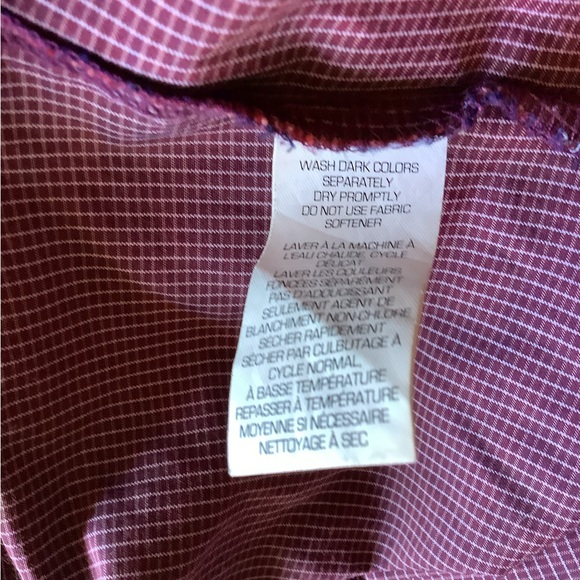 WASH DARK COLORS
SEPARATELY
DRY PROMPTLY
DO NOT USE FABRIC
SOFTENER
LAVER À LA MACHINE À
L'EAU CHAUDE, CYCLE
DÉLICAT
LAVER LES COULEURS
FONCÉES SÉPARÉMENT
PAS D'ADOUCISSANT
SEULEMENT AGENT DE
BLANCHIMENT NON-CHLORE
SÉCHER RAPIDEMENT
SÉCHER PAR CULBUTAGE À
CYCLE NORMAL
À BASSE TEMPÉRATURE
REPASSER À TEMPÉRATURE
MOYENNE SI NÉCESSAIRE
NETTOYAGE À SEC